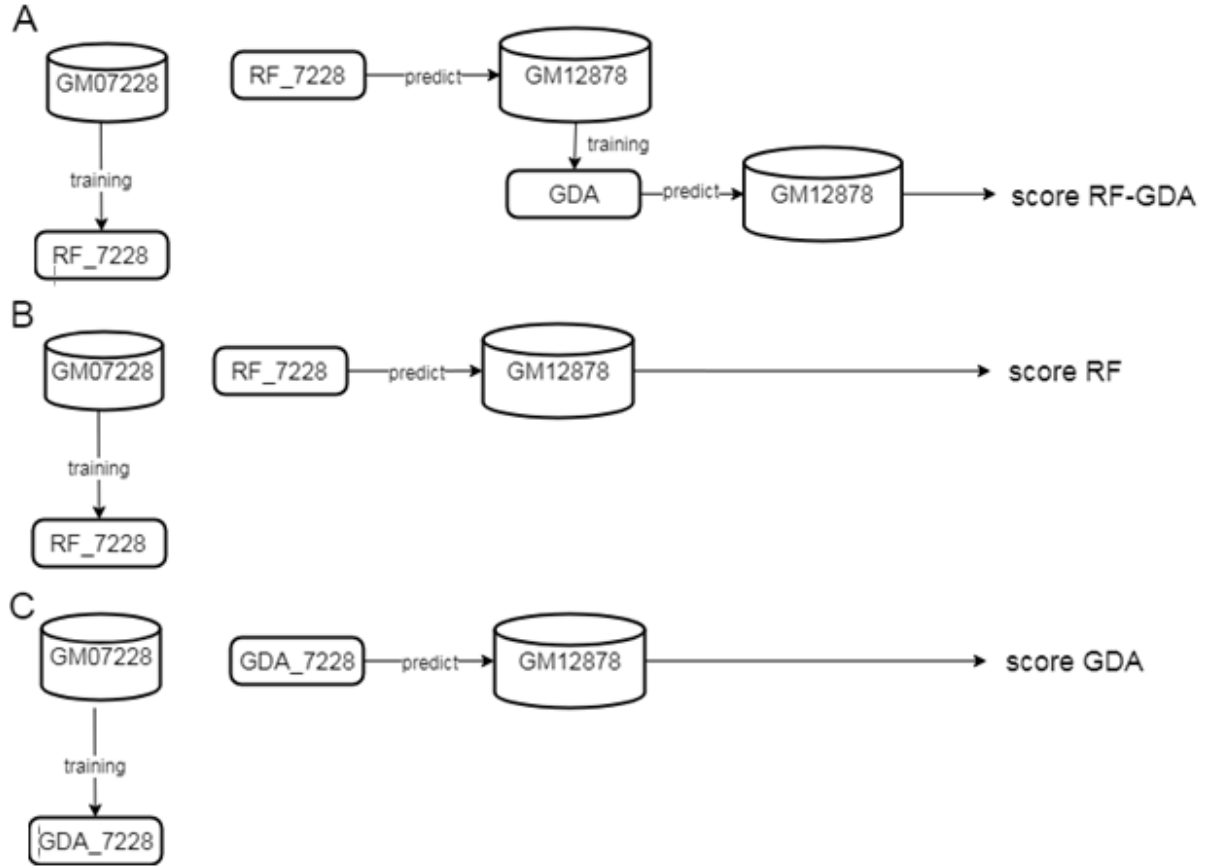 A
GM07228
RF_7228
predict
GM12878
training
training
GDA
predict
GM12878
score RF-GDA
RF_7228
B
GM07228
RF_7228
predict
GM12878
score RF
training
RF_7228
C
GM07228
GDA_7228
predict
GM12878
score GDA
training
GDA_7228